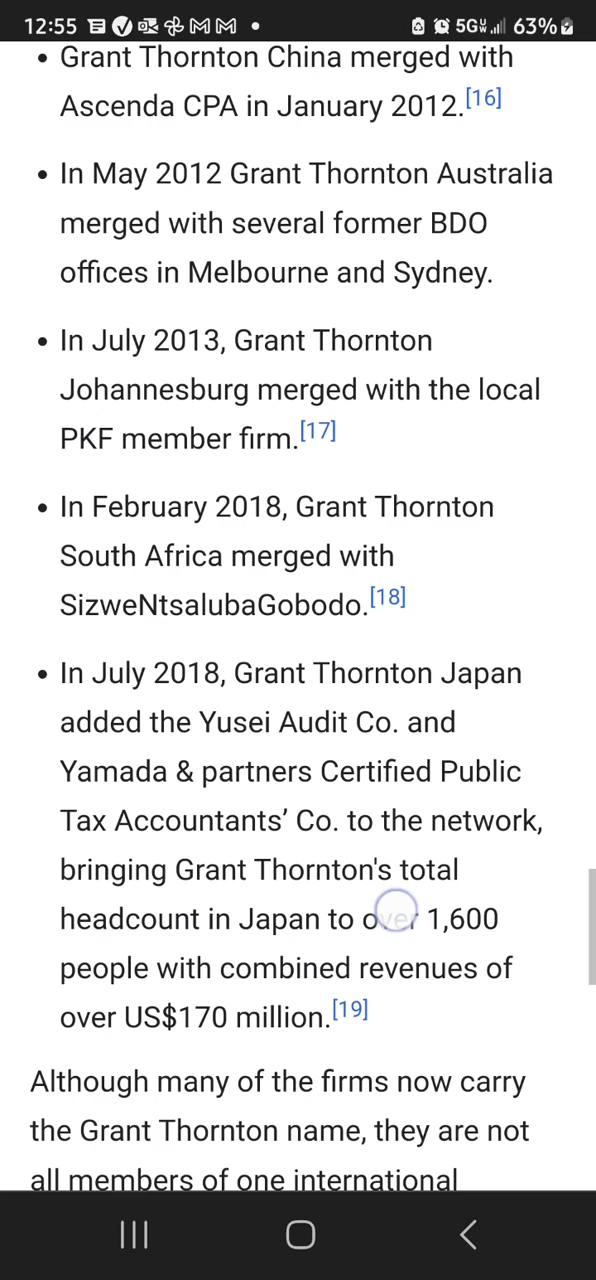 12:55 5G 63%
• Grant Thornton China merged with
Ascenda CPA in January 2012.[16]
• In May 2012 Grant Thornton Australia
merged with several former BDO
offices in Melbourne and Sydney.
• In July 2013, Grant Thornton
Johannesburg merged with the local
PKF member firm.[17]
• In February 2018, Grant Thornton
South Africa merged with
SizweNtsalubaGobodo.[18]
• In July 2018, Grant Thornton Japan
added the Yusei Audit Co. and
Yamada & partners Certified Public
Tax Accountants’ Co. to the network,
bringing Grant Thornton's total
headcount in Japan to over 1,600
people with combined revenues of
over US$170 million.[19]
Although many of the firms now carry
the Grant Thornton name, they are not
all members of one international